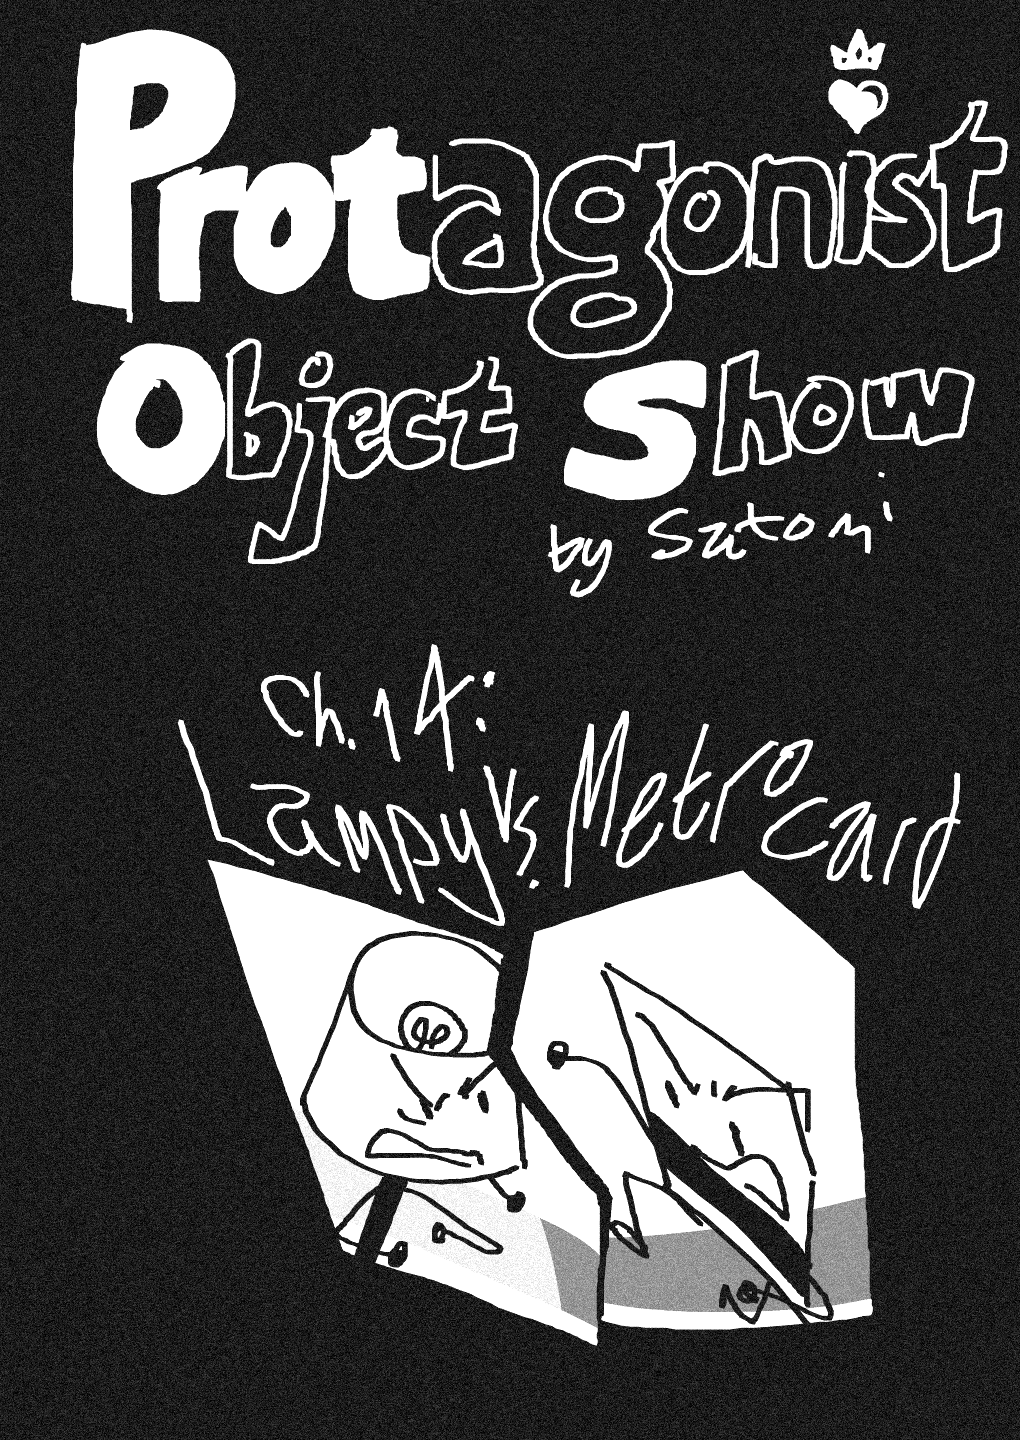 Protagonist
Object Show
by Satomi
Ch. 14:
Lampy vs. Metrocard